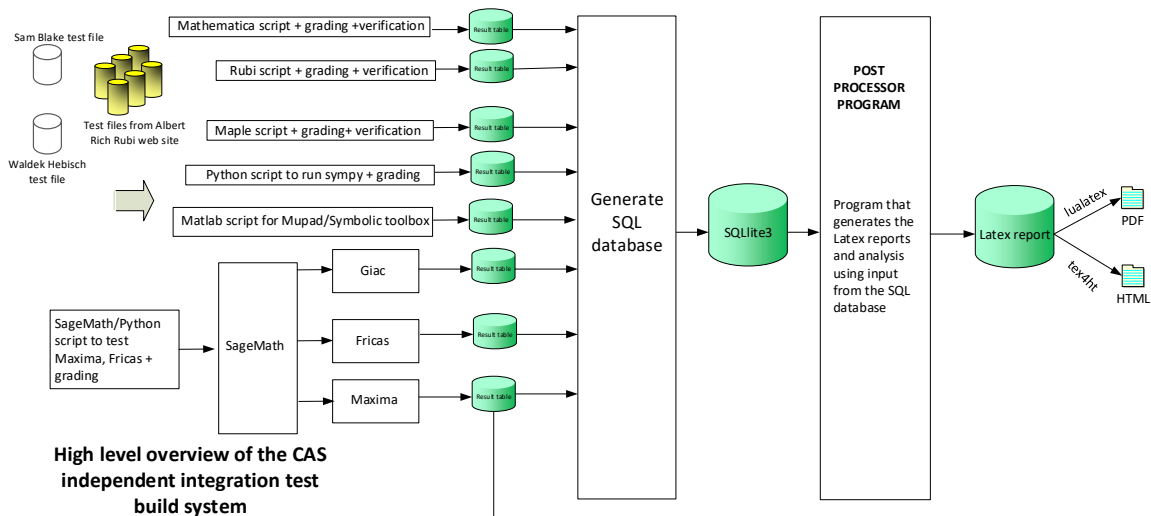 Sam Blake test file
Test files from Albert
Rich Rubi web site
Waldek Hebisch
test file
Mathematica script + grading +verification
Result table
Rubi script + grading + verification
Result table
Maple script + grading+ verification
Result table
Python script to run sympy + grading
Result table
Matlab script for Mupad/Symbolic toolbox
Result table
SageMath/Python
script to test
Maxima, Fricas +
grading
SageMath
Giac
Result table
Fricas
Result table
Maxima
Result table
Generate
SQL
database
SQLlite3
POST
PROCESSOR
PROGRAM
Program that
generates the
Latex reports
and analysis
using input
from the SQL
database
Latex report
lualatex
PDF
tex4ht
HTML
High level overview of the CAS
independent integration test
build system